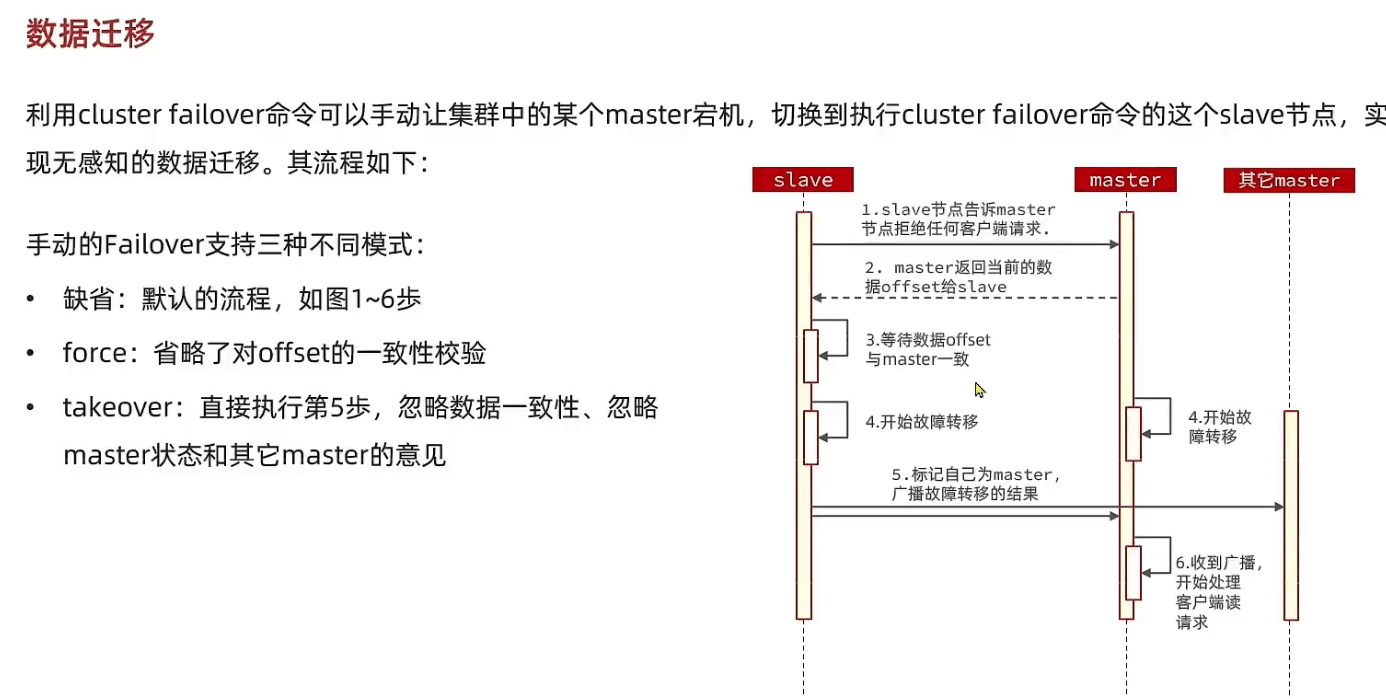 数据迁移
利用cluster failover命令可以手动让集群中的某个master宕机，切换到执行cluster failover命令的这个slave节点，实
现无感知的数据迁移。其流程如下：
手动的Failover支持三种不同模式：
• 缺省：默认的流程，如图1~6歩
• force：省略了对offset的一致性校验
• takeover：直接执行第5歩，忽略数据一致性、忽略
master状态和其它master的意见
slave
master
其它master
1.slave节点告诉master
节点拒绝任何客户端请求.
2. master返回当前的数
据offset给slave
3.等待数据offset
与master一致
4.开始故障转移
4.开始故
障转移
5.标记自己为master,
广播故障转移的结果
6.收到广播，
开始处理
客户端读
请求